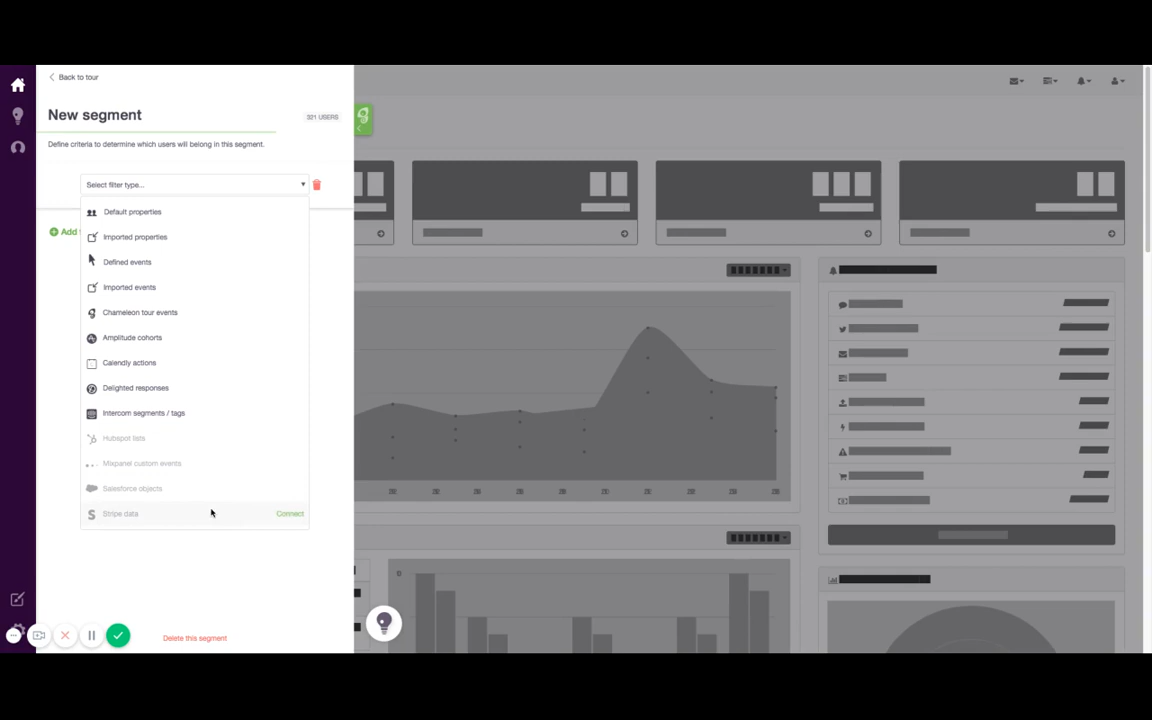 Back to tour
New segment
321 USERS
Define criteria to determine which users will belong in this segment.
Select filter type...
Add
Default properties
Imported properties
Defined events
Imported events
Chameleon tour events
Amplitude cohorts
Calendly actions
Delighted responses
Intercom segments / tags
Hubspot lists
Mixpanel custom events
Salesforce objects
Stripe data
Connect
Delete this segment